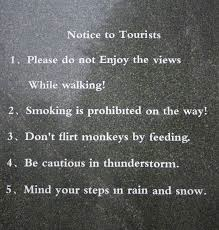 Notice to Tourists
1、Please do not Enjoy the views
While walking!
2、Smoking is prohibited on the way!
3、Don't flirt monkeys by feeding.
4、Be cautious in thunderstorm.
5、Mind your steps in rain and snow.